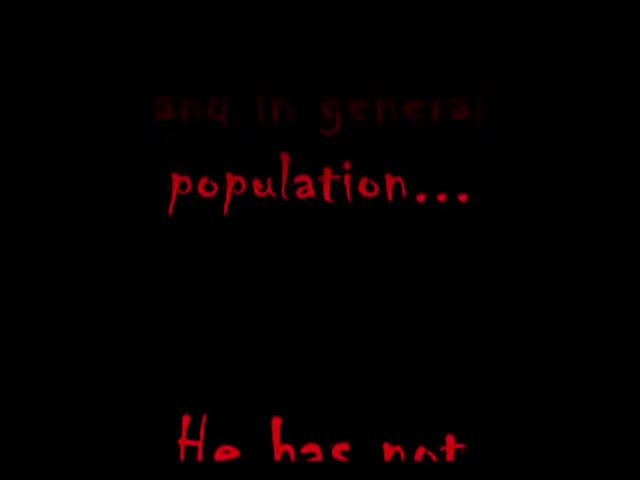 and in general
population...
He has not